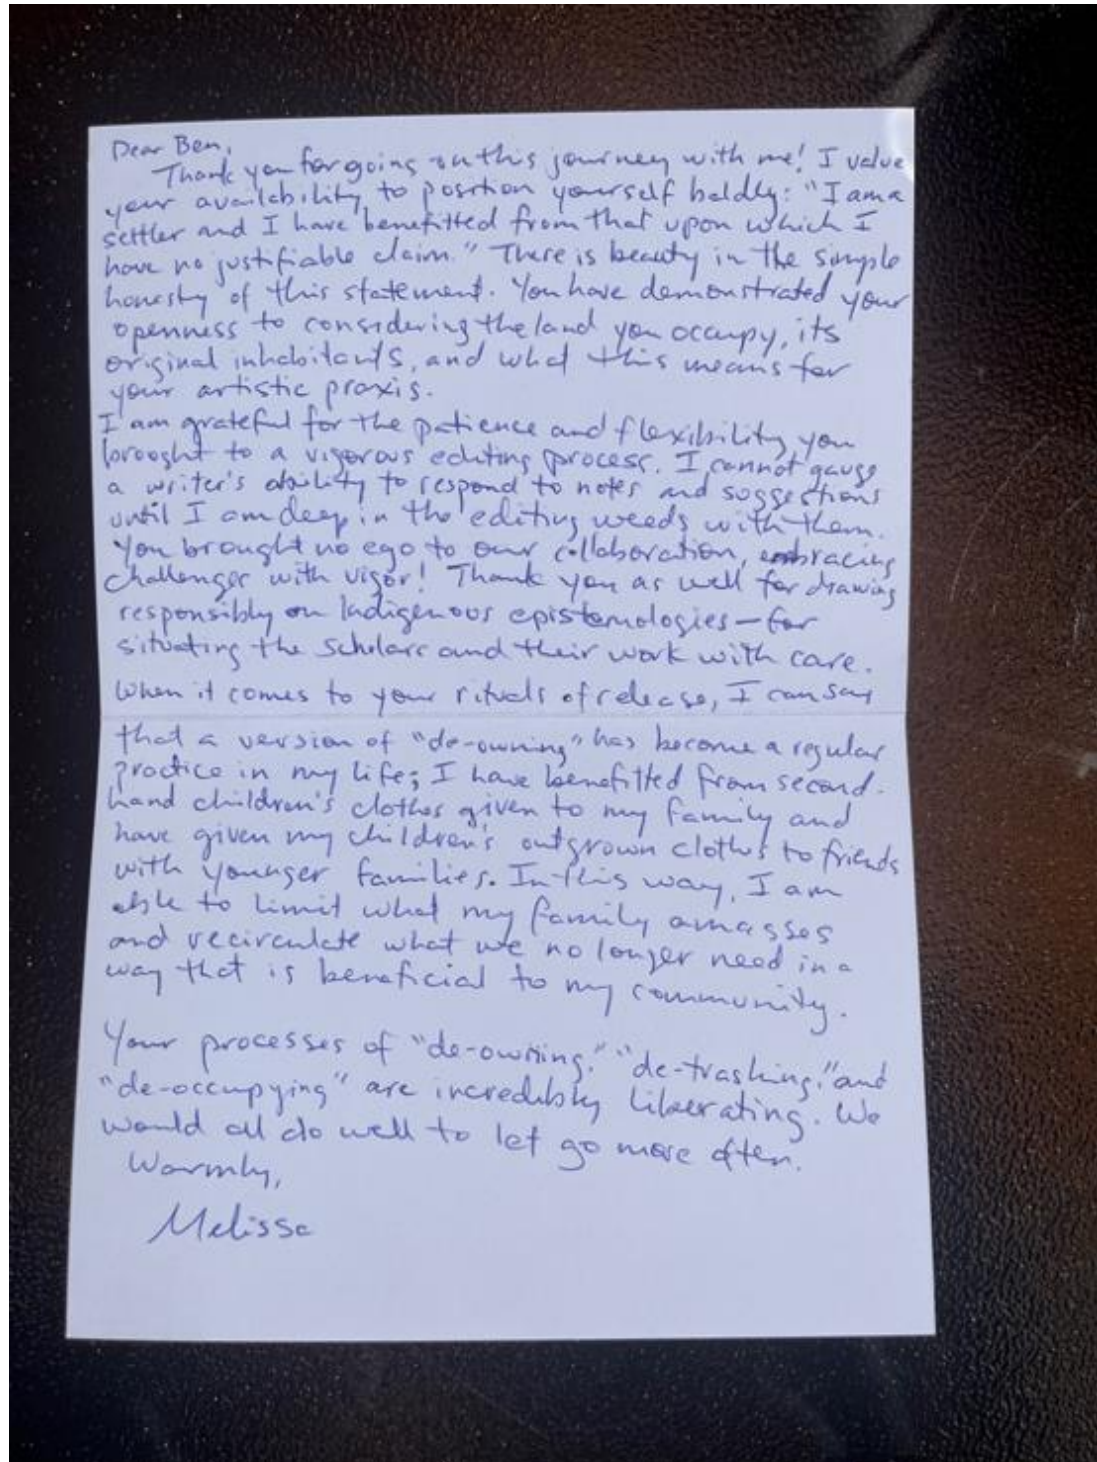 Dear Ben,
Thank you for going on this journey with me! I value
your availability to position yourself boldly: "I am a
settler and I have benefitted from that upon which I
have no justifiable claim." There is beauty in the simple
honesty of this statement. You have demonstrated your
openness to considering the land you occupy, its
original inhabitants, and what this means for
your artistic praxis.
I am grateful for the patience and flexibility you
brought to a vigorous editing process. I cannot gauge
a writer's ability to respond to notes and suggestions
until I am deep in the editing weeds with them.
You brought no ego to our collaboration, embracing
challenges with vigor! Thank you as well for drawing
responsibly on Indigenous epistemologies—for
situating the scholars and their work with care.
When it comes to your rituals of release, I can say
that a version of "de-owning" has become a regular
practice in my life; I have benefitted from second-
hand children's clothes given to my family and
have given my children's outgrown clothes to friends
with younger families. In this way, I am
able to limit what my family amasses
and recirculate what we no longer need in a
way that is beneficial to my community.
Your processes of "de-owning," "de-trashing," and
"de-occupying" are incredibly liberating. We
would all do well to let go more often.
Warmly,
Melissa